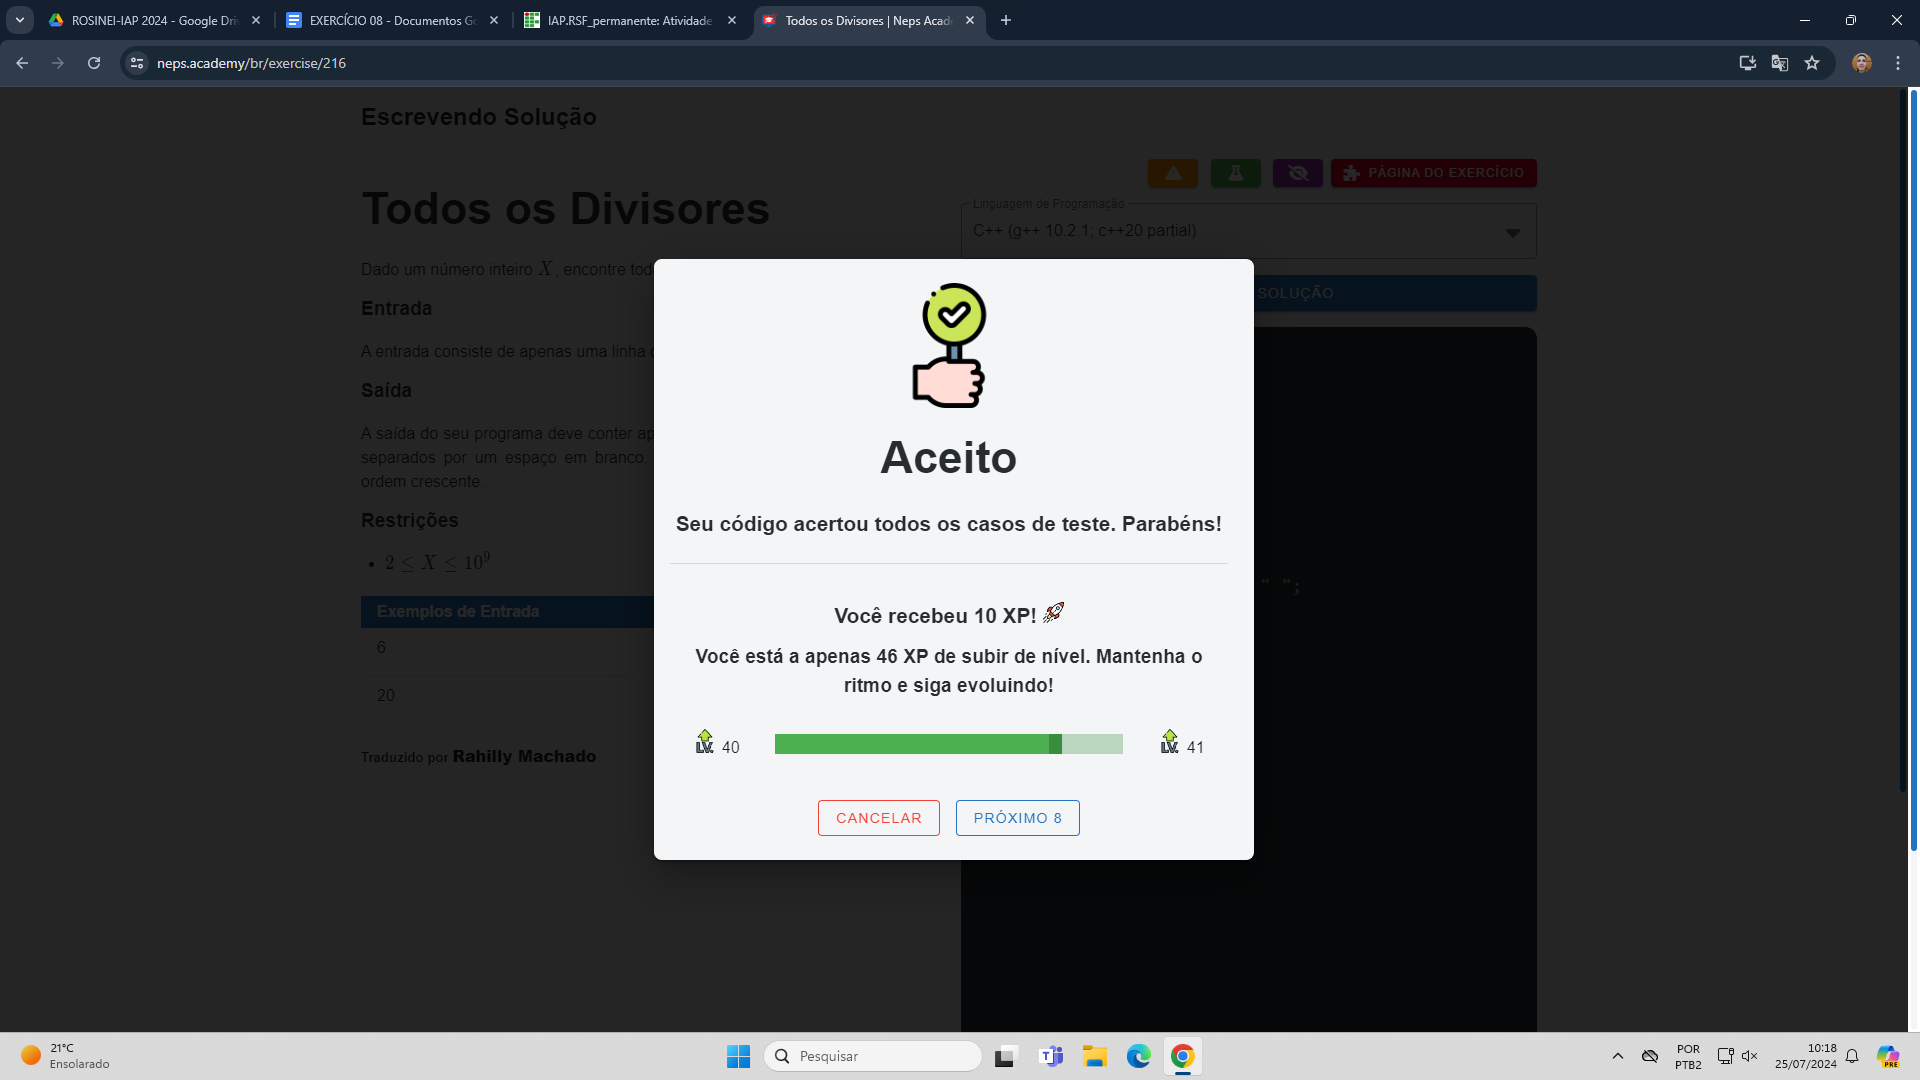 ROSINEI-IAP 2024 - Google Dri
EXERCÍCIO 08 - Documentos G
IAP.RSF_permanente: Atividade
Todos os Divisores | Neps Acad
neps.academy/br/exercise/216
Escrevendo Solução
PÁGINA DO EXERCÍCIO
Todos os Divisores
Linguagem de Programação
C++ (g++ 10.2.1, c++20 partial)
Dado um número inteiro X, encontre tod
SOLUÇÃO
Entrada
A entrada consiste de apenas uma linha
Saída
A saída do seu programa deve conter ap
separados por um espaço em branco.
ordem crescente.
Restrições
2 ≤ X ≤ 10⁹
" ";
Exemplos de Entrada
6
20
Traduzido por Rahilly Machado
Aceito
Seu código acertou todos os casos de teste. Parabéns!
Você recebeu 10 XP!
Você está a apenas 46 XP de subir de nível. Mantenha o
ritmo e siga evoluindo!
LV. 40
LV. 41
CANCELAR
PRÓXIMO 8
21°C
Ensolarado
Pesquisar
POR
PTB2
10:18
25/07/2024
PRE